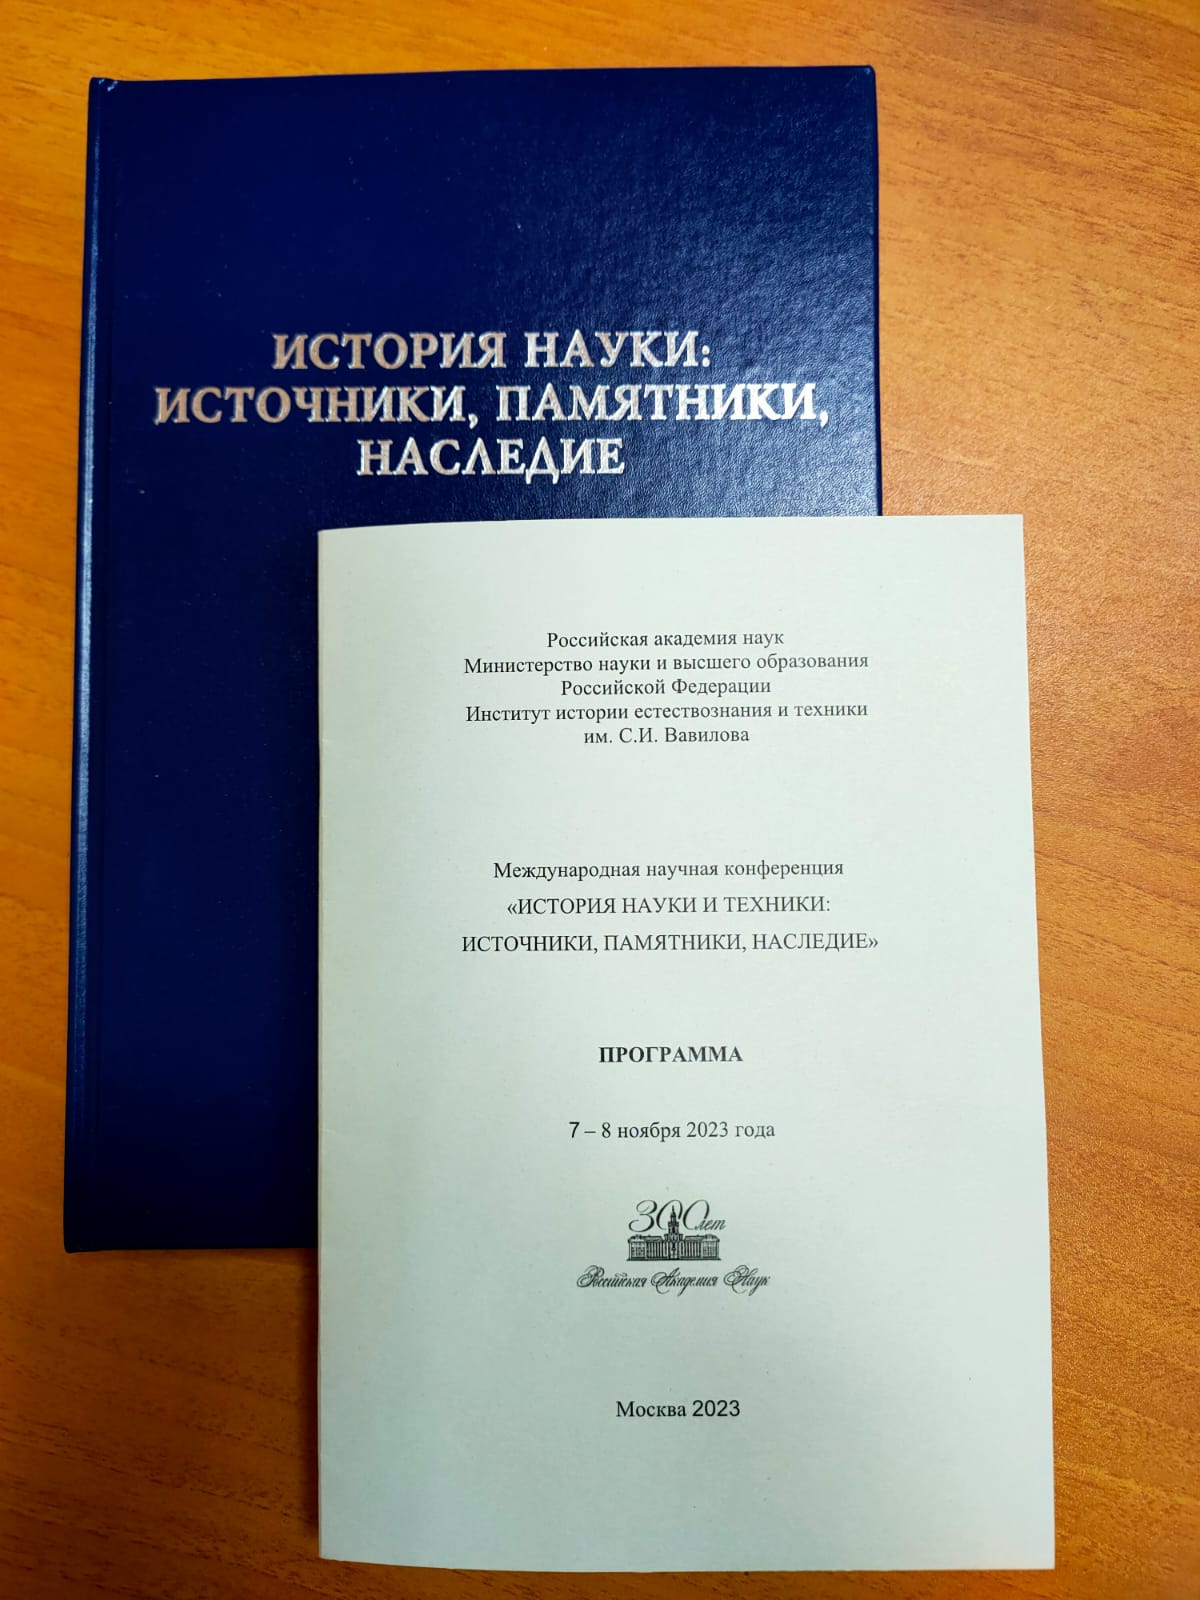 ИСТОРИЯ НАУКИ:
ИСТОЧНИКИ, ПАМЯТНИКИ,
НАСЛЕДИЕ
Российская академия наук
Министерство науки и высшего образования
Российской Федерации
Институт истории естествознания и техники
им. С.И. Вавилова
Международная научная конференция
«ИСТОРИЯ НАУКИ И ТЕХНИКИ:
ИСТОЧНИКИ, ПАМЯТНИКИ, НАСЛЕДИЕ»
ПРОГРАММА
7 – 8 ноября 2023 года
300 лет
Российская Академия Наук
Москва 2023